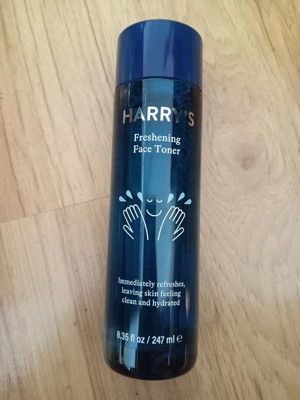 HARRY'S
Freshening
Face Toner
Immediately refreshes,
leaving skin feeling
clean and hydrated
8.35 fl oz / 247 ml ℮